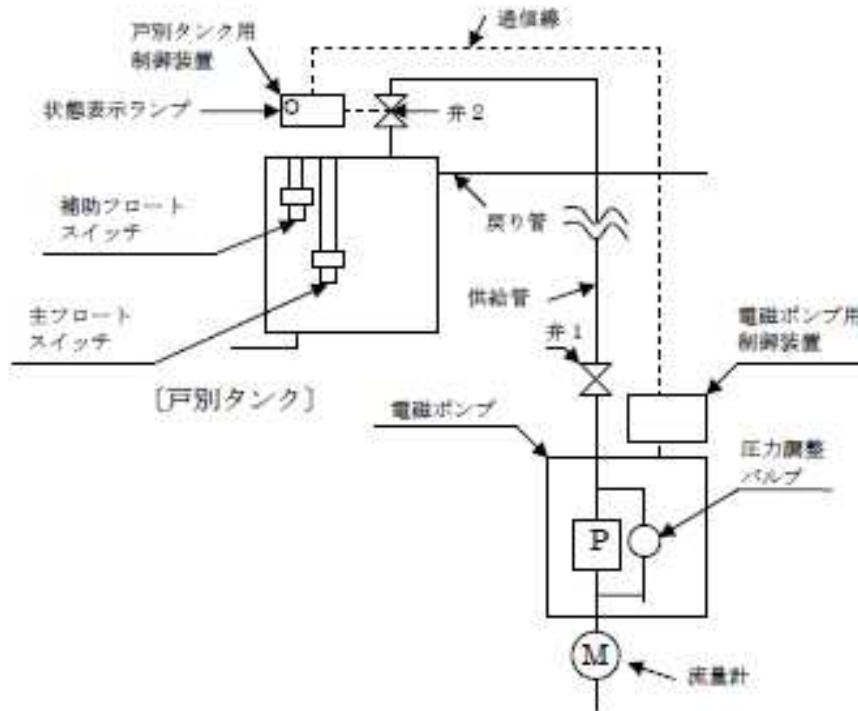 通信線
戸別タンク用
制御装置
状態表示ランプ
弁2
補助フロート
スイッチ
戻り管
主フロート
スイッチ
供給管
弁1
電磁ポンプ用
制御装置
〔戸別タンク〕
電磁ポンプ
圧力調整
バルブ
P
M
流量計